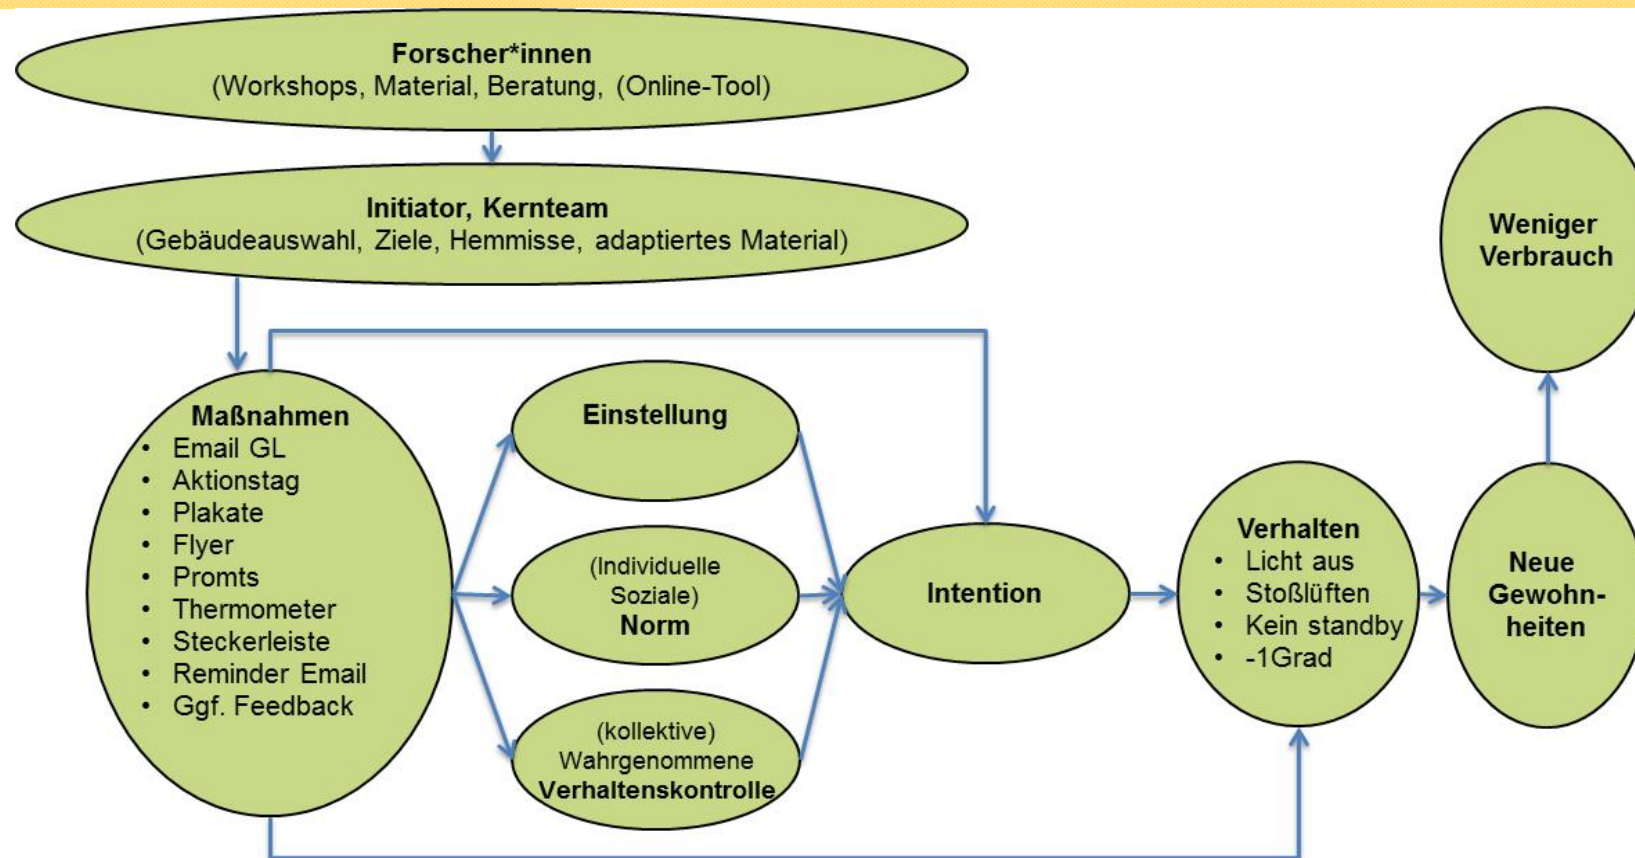 Forscher*innen
(Workshops, Material, Beratung, (Online-Tool)
Initiator, Kernteam
(Gebäudeauswahl, Ziele, Hemmisse, adaptiertes Material)
Maßnahmen
• Email GL
• Aktionstag
• Plakate
• Flyer
• Promts
• Thermometer
• Steckerleiste
• Reminder Email
• Ggf. Feedback
Einstellung
(Individuelle
Soziale)
Norm
(kollektive)
Wahrgenommene
Verhaltenskontrolle
Intention
Verhalten
• Licht aus
• Stoßlüften
• Kein standby
• -1Grad
Neue
Gewohn-
heiten
Weniger
Verbrauch